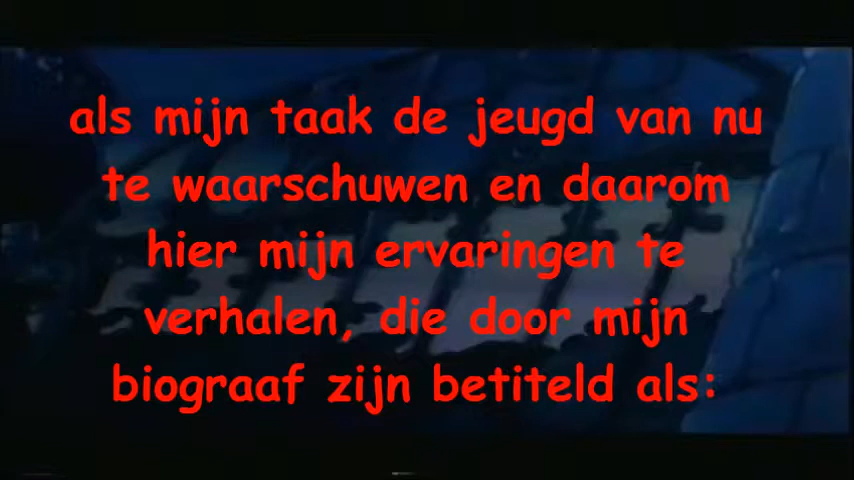 als mijn taak de jeugd van nu
te waarschuwen en daarom
hier mijn ervaringen te
verhalen, die door mijn
biograaf zijn betiteld als: